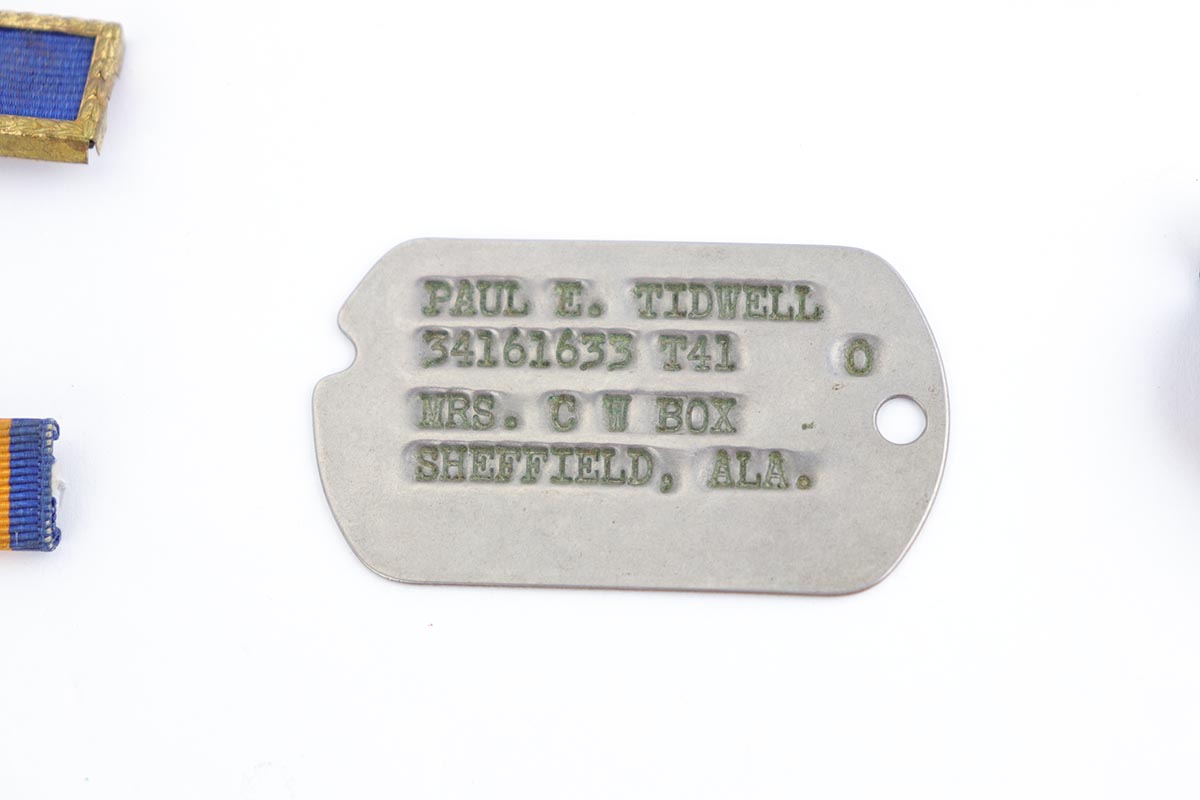 PAUL E. TIDWELL
34161633 T41 O
MRS. C W BOX
SHEFFIELD, ALA.